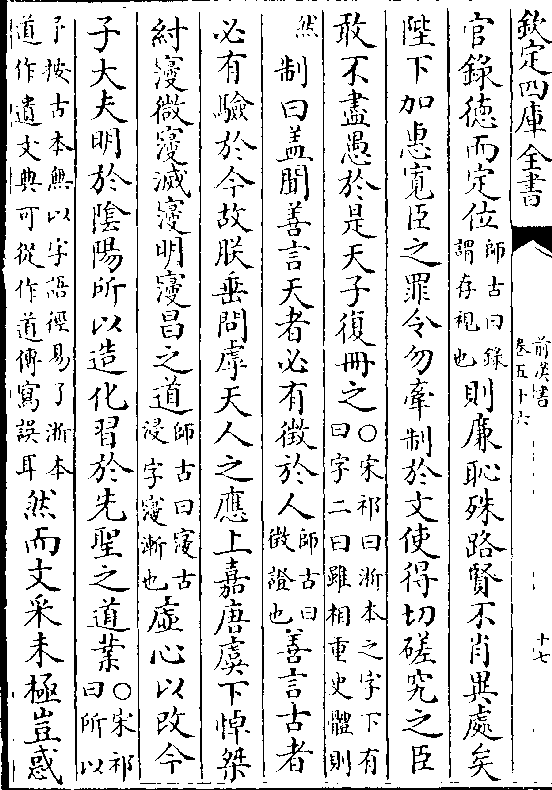 欽定四庫全書
前漢書
卷五十六
十七
官錄徳而定位師古曰錄謂存視也則廉恥殊路賢不肖異處矣
陛下加恵寛臣之罪令勿牽制於文使得切磋究之臣
敢不盡愚於是天子復冊之○宋祁曰浙本之字下有曰字二曰雖相重史體則
然制曰盖聞善言天者必有徴於人師古曰徴證也善言古者
必有驗於今故朕垂問虖天人之應上嘉唐虞下悼桀
紂寖微寖滅寖明寖昌之道師古曰寖古浸字寖漸也虚心以改今
子大夫明於陰陽所以造化習於先聖之道業○宋祁曰所以
了按古本無以字語徑易了浙本道作遺文典可從作道傳寫誤耳然而文采未極豈惑